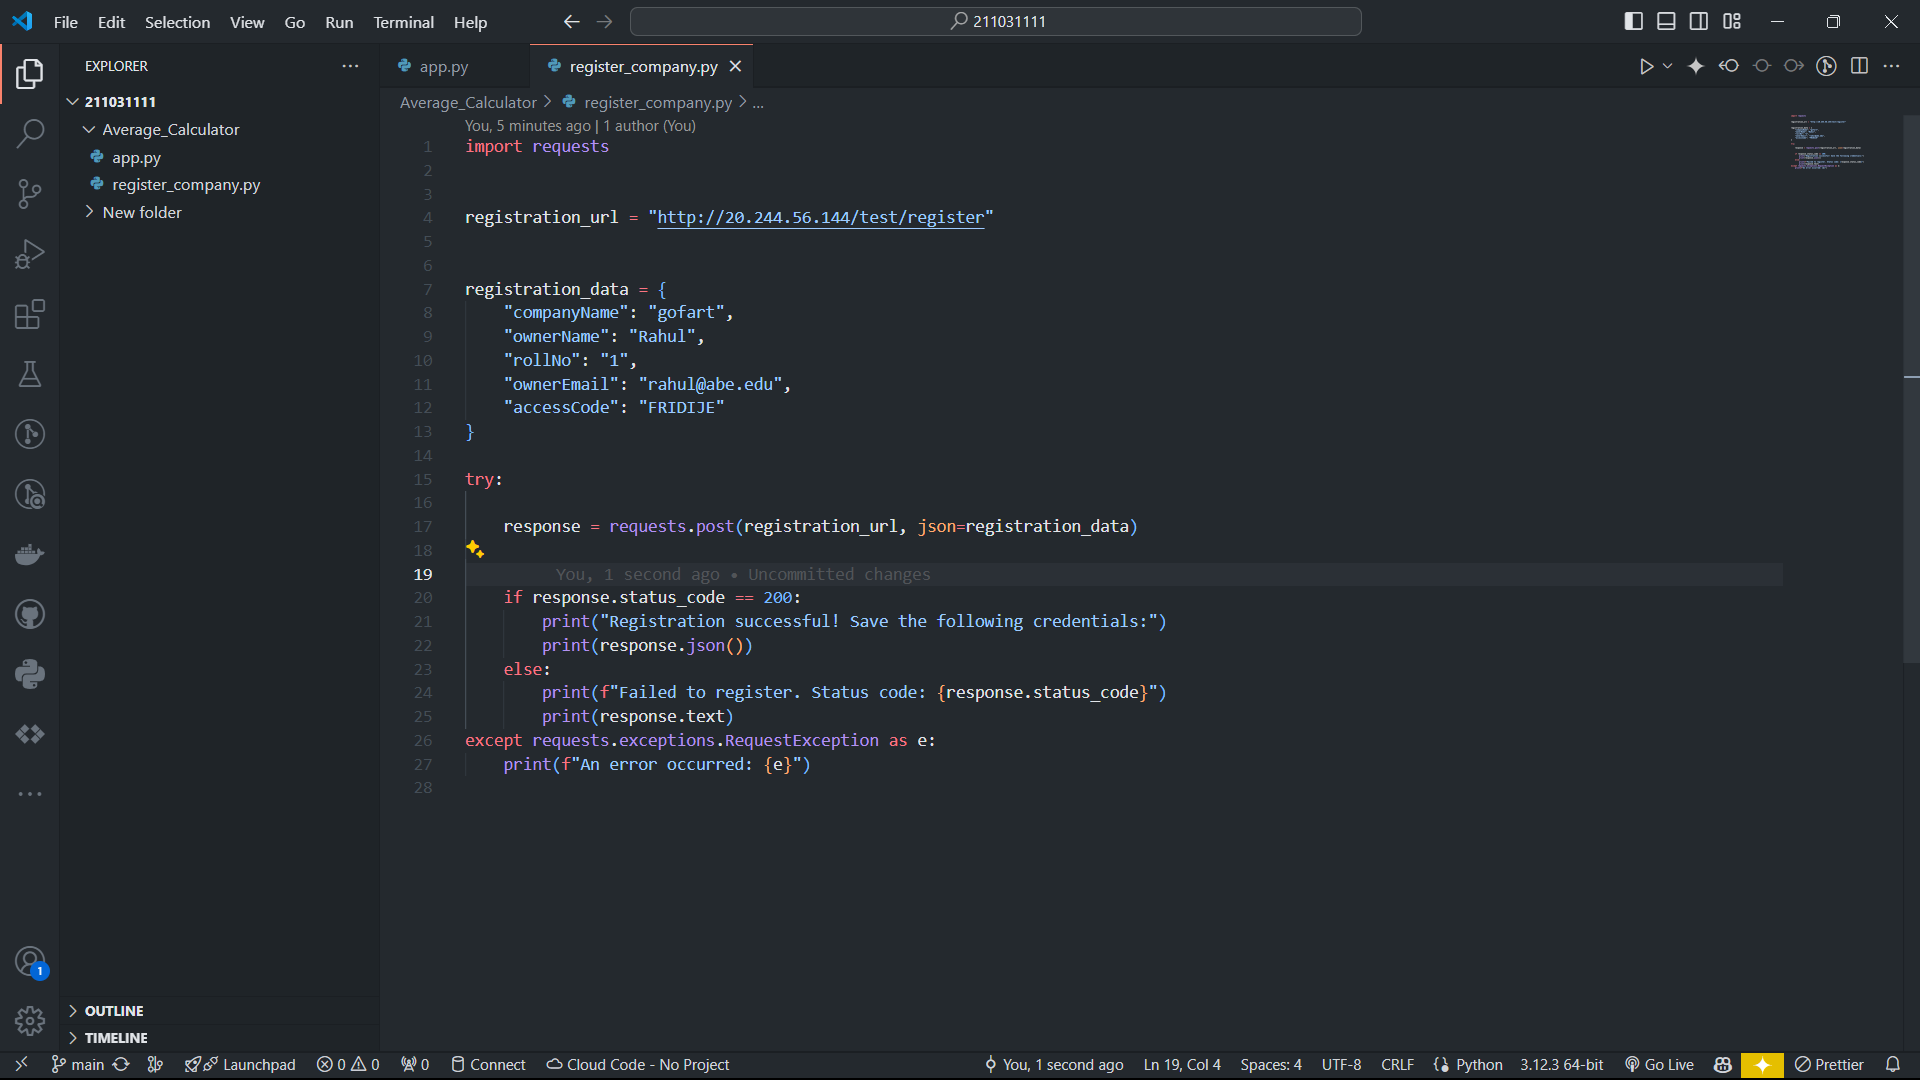 File Edit Selection View Go Run Terminal Help
211031111
EXPLORER
211031111
Average_Calculator
app.py
register_company.py
New folder
OUTLINE
TIMELINE
app.py
register_company.py
Average_Calculator > register_company.py > ...
You, 5 minutes ago | 1 author (You)
1 import requests
2
3
4 registration_url = "http://20.244.56.144/test/register"
5
6
7 registration_data = {
8 "companyName": "gofart",
9 "ownerName": "Rahul",
10 "rollNo": "1",
11 "ownerEmail": "rahul@abe.edu",
12 "accessCode": "FRIDIJE"
13 }
14
15 try:
16
17 response = requests.post(registration_url, json=registration_data)
18
19 You, 1 second ago • Uncommitted changes
20 if response.status_code == 200:
21 print("Registration successful! Save the following credentials:")
22 print(response.json())
23 else:
24 print(f"Failed to register. Status code: {response.status_code}")
25 print(response.text)
26 except requests.exceptions.RequestException as e:
27 print(f"An error occurred: {e}")
28
1
main Launchpad 0 0 0 Connect Cloud Code - No Project You, 1 second ago Ln 19, Col 4 Spaces: 4 UTF-8 CRLF Python 3.12.3 64-bit Go Live Prettier